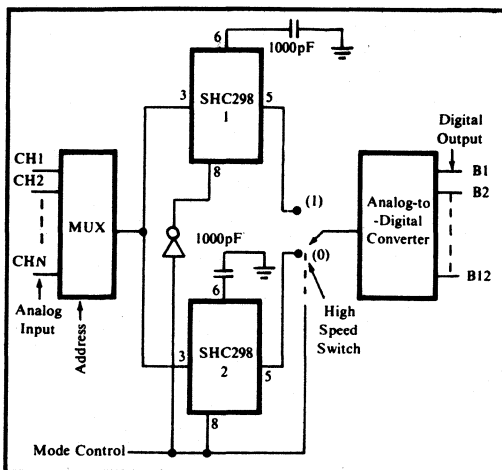 6
1000pF
3
SHC298
1
5
8
CH1
CH2
CHN
MUX
Analog
Input
Address
1000pF
6
3
SHC298
2
5
8
(1)
(0)
High
Speed
Switch
Analog-to
-Digital
Converter
Digital
Output
B1
B2
B12
Mode Control